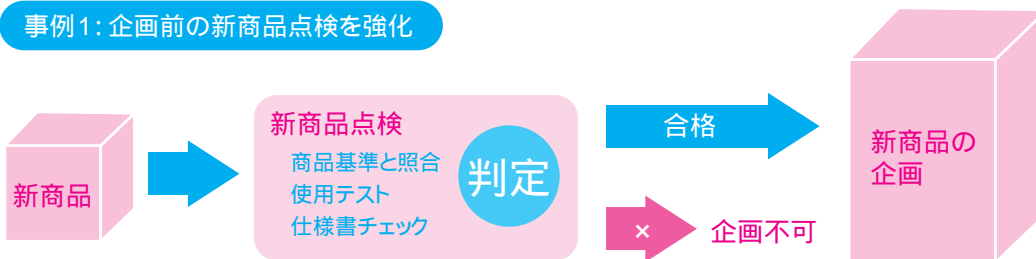 事例1：企画前の新商品点検を強化
新商品
新商品点検
商品基準と照合
使用テスト
仕様書チェック
判定
合格
×
企画不可
新商品の
企画